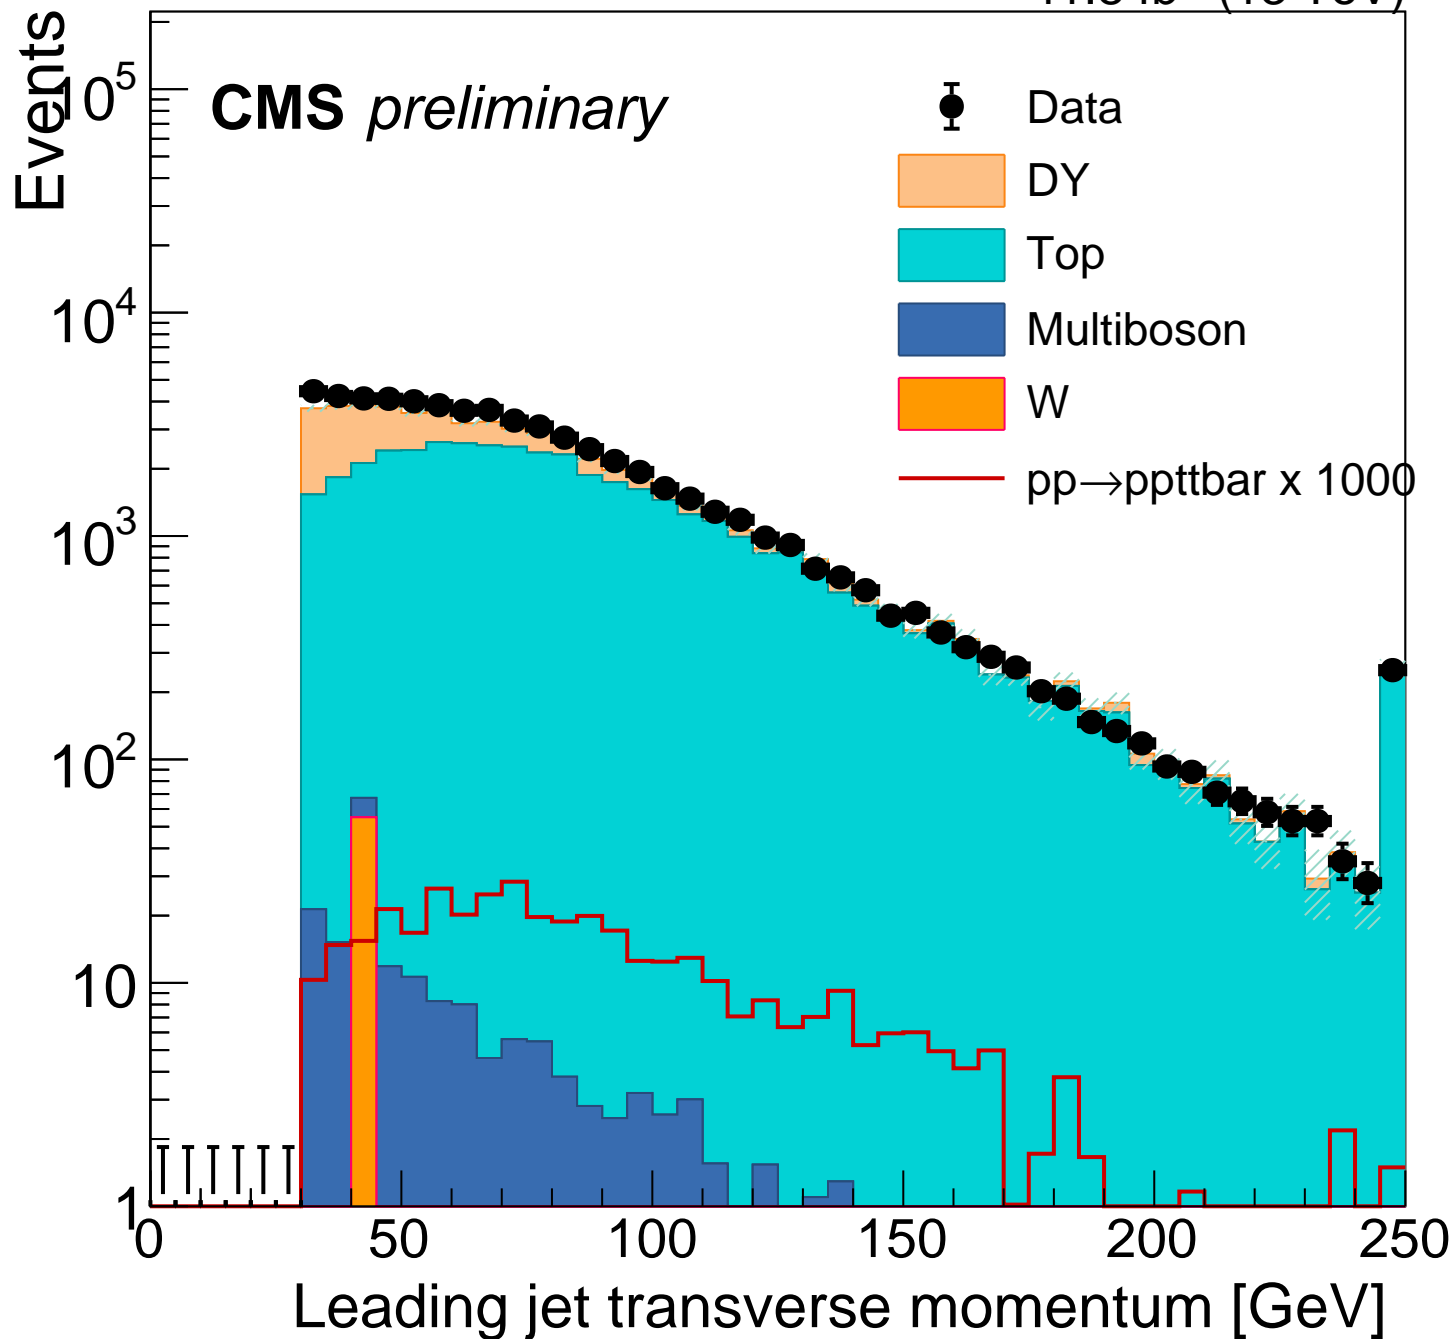 CMS preliminary
Data
DY
Top
Multiboson
W
pp→ppttbar x 1000
Events
10⁵
10⁴
10³
10²
10
1
0 50 100 150 200 250
Leading jet transverse momentum [GeV]